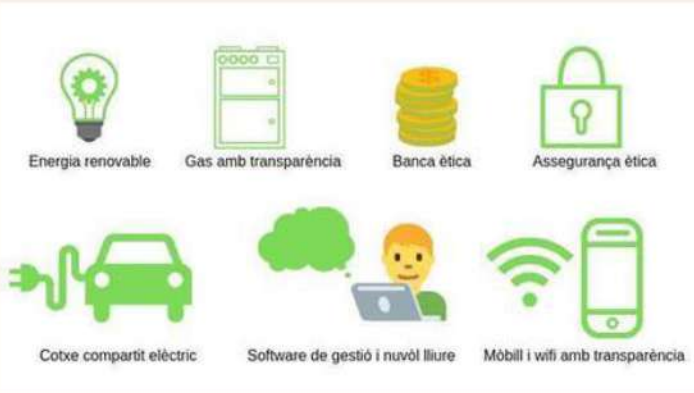 Energia renovable
Gas amb transparència
Banca ètica
Assegurança ètica
Cotxe compartit elèctric
Software de gestió i nuvòl lliure
Mòbill i wifi amb transparència